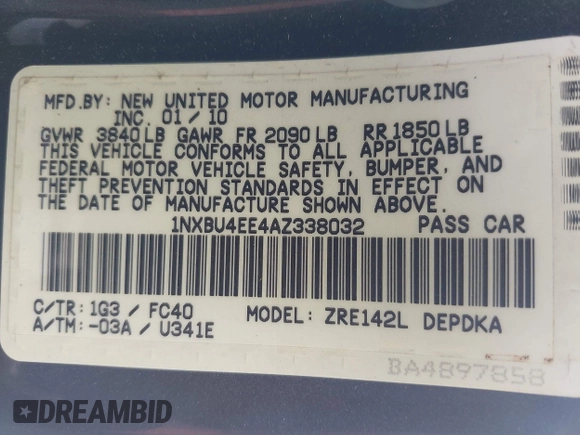 MFD.BY: NEW UNITED MOTOR MANUFACTURING
INC. 01/10
GVWR 3840LB GAWR FR 2090LB RR1850LB
THIS VEHICLE CONFORMS TO ALL APPLICABLE
FEDERAL MOTOR VEHICLE SAFETY, BUMPER, AND
THEFT PREVENTION STANDARDS IN EFFECT ON
THE DATE OF MANUFACTURE SHOWN ABOVE.
1NXBU4EE4AZ338032 PASS CAR
C/TR: 1G3 / FC40 MODEL: ZRE142L DEPDKA
A/TM: -03A / U341E
BA4897858
DREAMBID